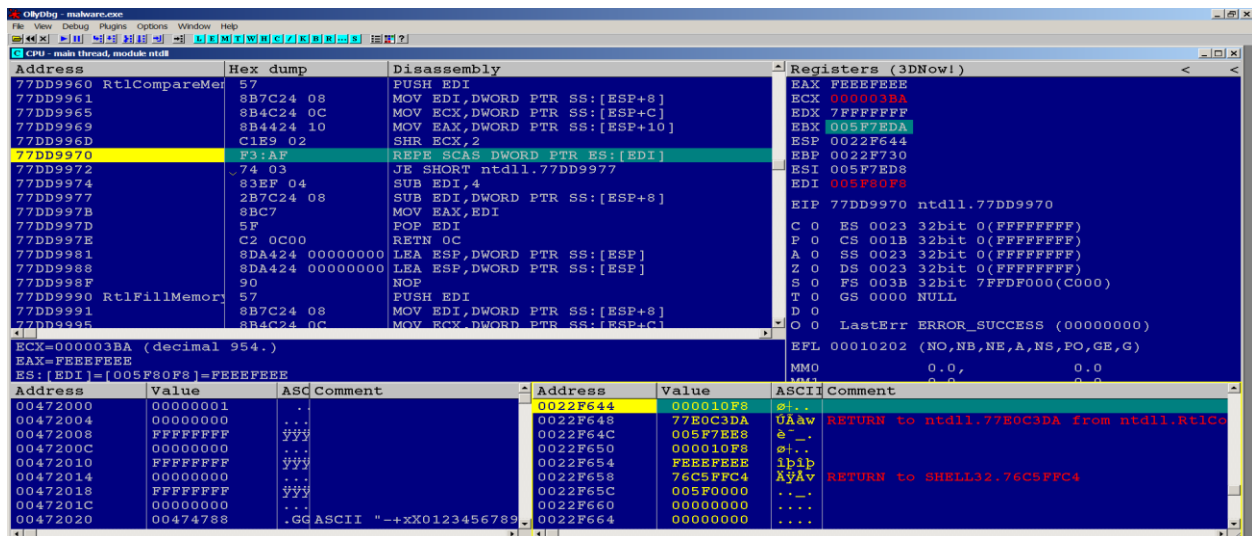 OllyDbg - malware.exe
File View Debug Plugins Options Window Help
L E M T W H C / K B R ... S ?
C CPU - main thread, module ntdll
Address Hex dump Disassembly
77DD9960 RtlCompareMem 57 PUSH EDI
77DD9961 8B7C24 08 MOV EDI,DWORD PTR SS:[ESP+8]
77DD9965 8B4C24 0C MOV ECX,DWORD PTR SS:[ESP+C]
77DD9969 8B4424 10 MOV EAX,DWORD PTR SS:[ESP+10]
77DD996D C1E9 02 SHR ECX,2
77DD9970 F3:AF REPE SCAS DWORD PTR ES:[EDI]
77DD9972 74 03 JE SHORT ntdll.77DD9977
77DD9974 83EF 04 SUB EDI,4
77DD9977 2B7C24 08 SUB EDI,DWORD PTR SS:[ESP+8]
77DD997B 8BC7 MOV EAX,EDI
77DD997D 5F POP EDI
77DD997E C2 0C00 RETN 0C
77DD9981 8DA424 00000000 LEA ESP,DWORD PTR SS:[ESP]
77DD9988 8DA424 00000000 LEA ESP,DWORD PTR SS:[ESP]
77DD998F 90 NOP
77DD9990 RtlFillMemory 57 PUSH EDI
77DD9991 8B7C24 08 MOV EDI,DWORD PTR SS:[ESP+8]
77DD9995 8B4C24 0C MOV ECX,DWORD PTR SS:[ESP+C]
ECX=000003BA (decimal 954.)
EAX=FEEEFEEE
ES:[EDI]=[005F80F8]=FEEEFEEE
Registers (3DNow!) < <
EAX FEEEFEEE
ECX 000003BA
EDX 7FFFFFFF
EBX 005F7EDA
ESP 0022F644
EBP 0022F730
ESI 005F7ED8
EDI 005F80F8
EIP 77DD9970 ntdll.77DD9970
C 0 ES 0023 32bit 0(FFFFFFFF)
P 0 CS 001B 32bit 0(FFFFFFFF)
A 0 SS 0023 32bit 0(FFFFFFFF)
Z 0 DS 0023 32bit 0(FFFFFFFF)
S 0 FS 003B 32bit 7FFDF000(C000)
T 0 GS 0000 NULL
D 0
O 0 LastErr ERROR_SUCCESS (00000000)
EFL 00010202 (NO,NB,NE,A,NS,PO,GE,G)
MM0 0.0, 0.0
Address Value ASC Comment
00472000 00000001 ..
00472004 00000000 ...
00472008 FFFFFFFF ÿÿÿ
0047200C 00000000 ...
00472010 FFFFFFFF ÿÿÿ
00472014 00000000 ...
00472018 FFFFFFFF ÿÿÿ
0047201C 00000000 ...
00472020 00474788 .GG ASCII "-+xX0123456789
Address Value ASCII Comment
0022F644 000010F8 ø+..
0022F648 77E0C3DA ÚÃàw RETURN to ntdll.77E0C3DA from ntdll.RtlCo
0022F64C 005F7EE8 è~_.
0022F650 000010F8 ø+..
0022F654 FEEEFEEE îþîþ
0022F658 76C5FFC4 ÄÿÅv RETURN to SHELL32.76C5FFC4
0022F65C 005F0000 .._.
0022F660 00000000 ....
0022F664 00000000 ....